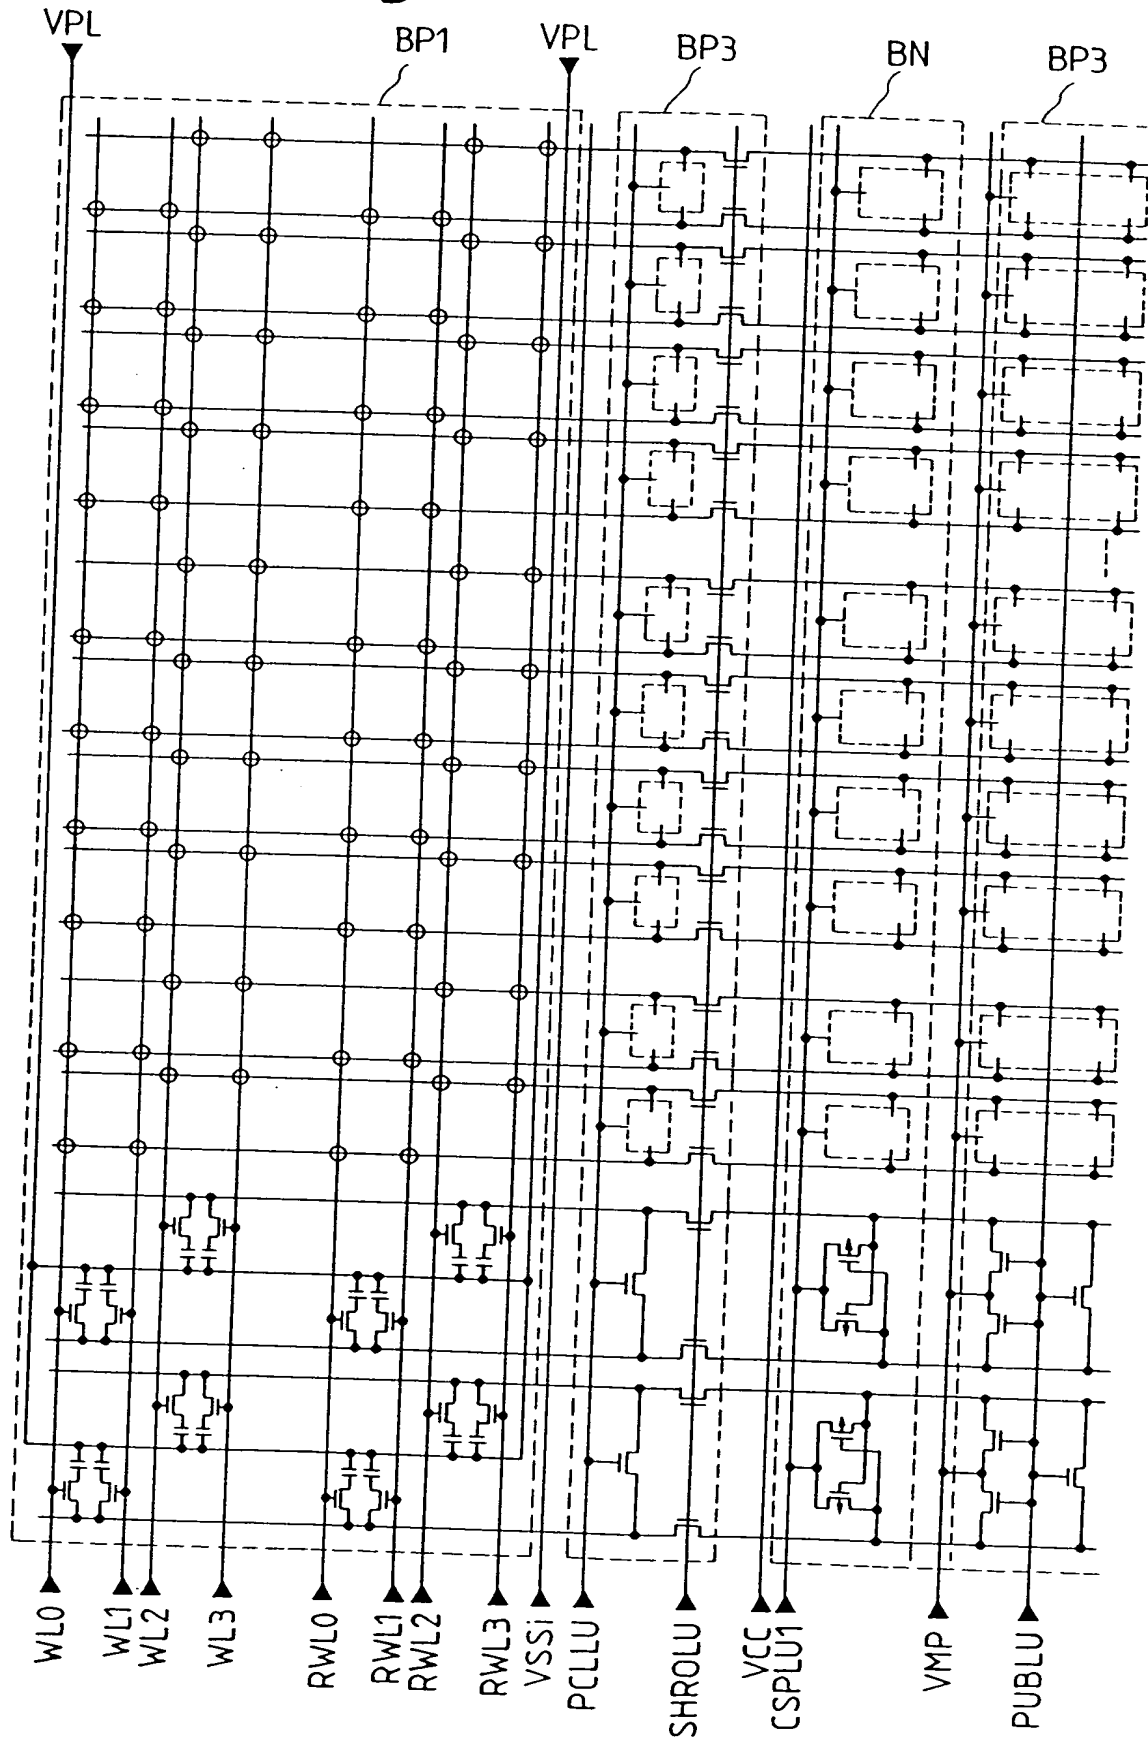 VPL
BP1
VPL
BP3
BN
BP3
WL0
WL1
WL2
WL3
RWL0
RWL1
RWL2
RWL3
VSSi
PCLLU
SHROLU
VCC
CSPLU1
VMP
PUBLU